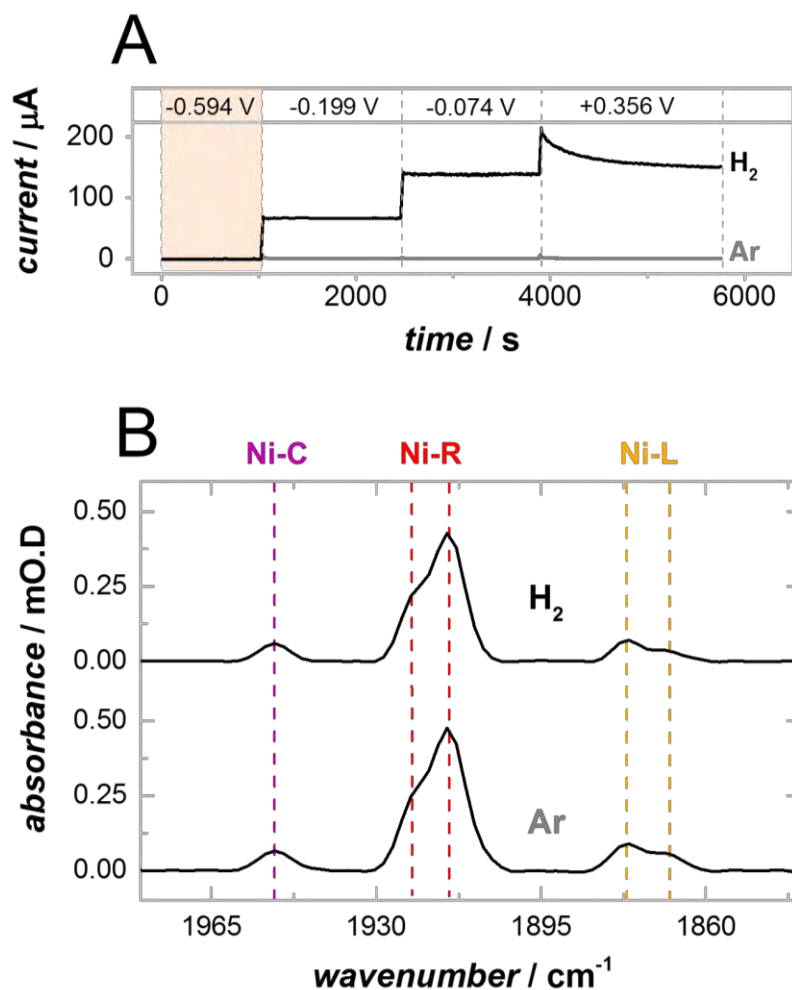 A
-0.594 V -0.199 V -0.074 V +0.356 V
current / μA
200
100
0
H2
Ar
0 2000 4000 6000
time / s
B
Ni-C Ni-R Ni-L
absorbance / mO.D
0.50
0.25
0.00
H2
0.50
0.25
0.00
Ar
1965 1930 1895 1860
wavenumber / cm-1